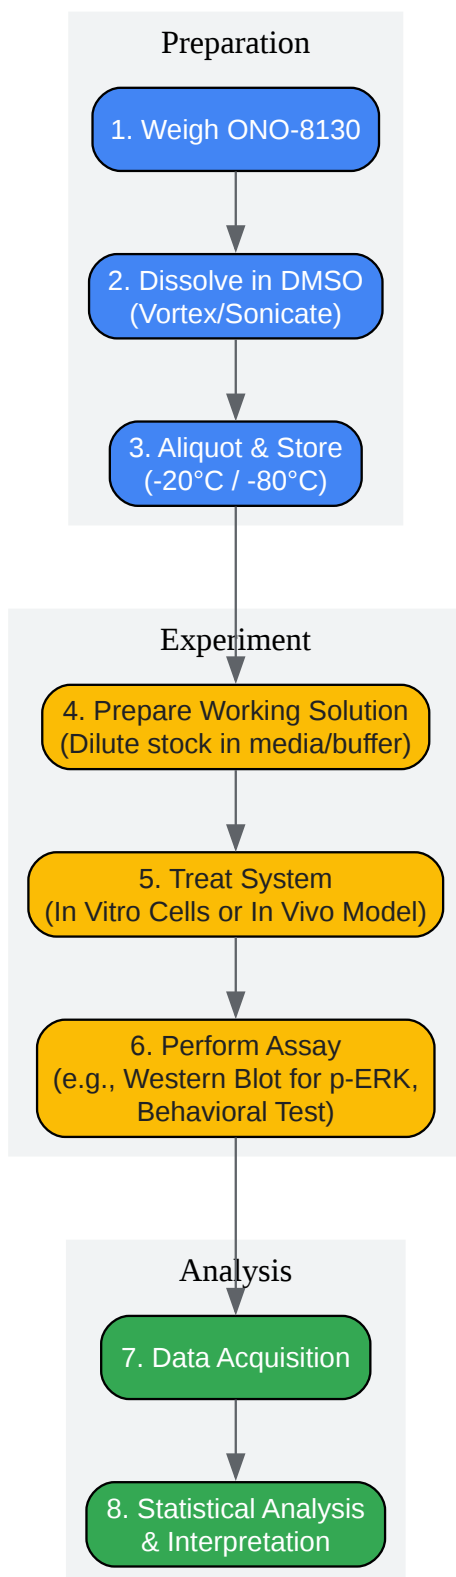 Preparation
1. Weigh ONO-8130
2. Dissolve in DMSO
(Vortex/Sonicate)
3. Aliquot & Store
(-20°C / -80°C)
Experiment
4. Prepare Working Solution
(Dilute stock in media/buffer)
5. Treat System
(In Vitro Cells or In Vivo Model)
6. Perform Assay
(e.g., Western Blot for p-ERK,
Behavioral Test)
Analysis
7. Data Acquisition
8. Statistical Analysis
& Interpretation